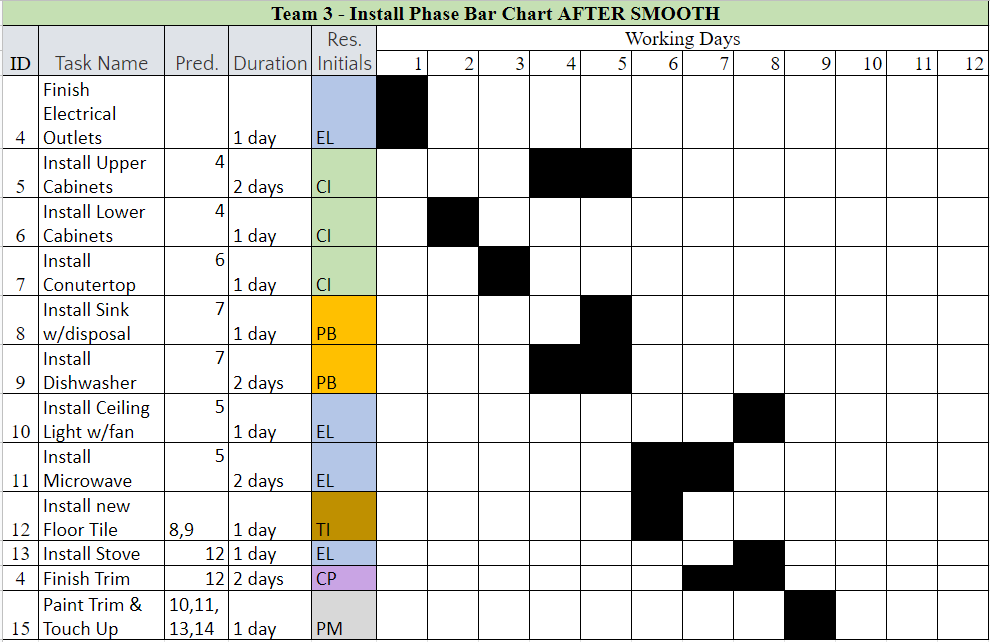 Team 3 - Install Phase Bar Chart AFTER SMOOTH
Res. Working Days
ID Task Name Pred. Duration Initials 1 2 3 4 5 6 7 8 9 10 11 12
Finish
Electrical
4 Outlets 1 day EL
Install Upper 4
5 Cabinets 2 days CI
Install Lower 4
6 Cabinets 1 day CI
Install 6
7 Conutertop 1 day CI
Install Sink 7
8 w/disposal 1 day PB
Install 7
9 Dishwasher 2 days PB
Install Ceiling 5
10 Light w/fan 1 day EL
Install 5
11 Microwave 2 days EL
Install new
12 Floor Tile 8,9 1 day TI
13 Install Stove 12 1 day EL
4 Finish Trim 12 2 days CP
Paint Trim & 10,11,
15 Touch Up 13,14 1 day PM